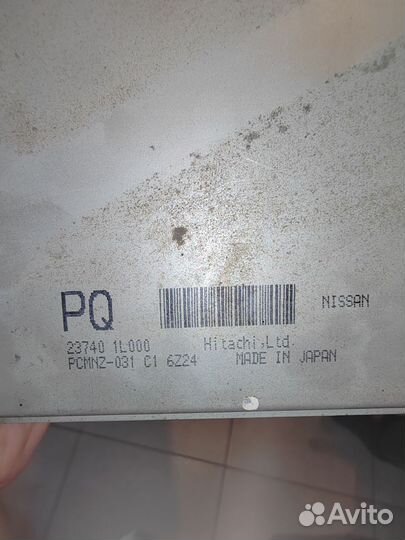 PQ
NISSAN
23740 1L000 Hitachi,Ltd.
PCMNZ-031 C1 6Z24 MADE IN JAPAN
Avito